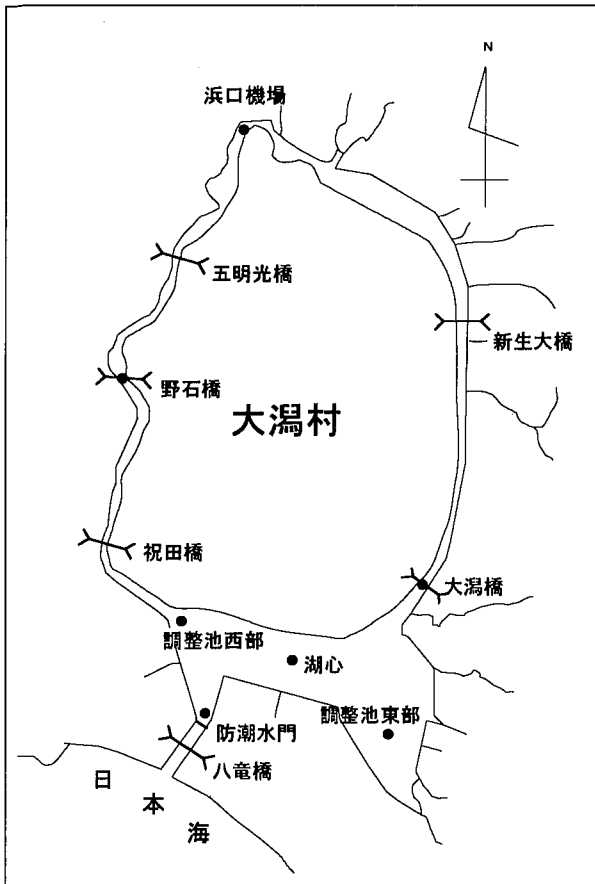 N
浜口機場
五明光橋
新生大橋
野石橋
大潟村
祝田橋
大潟橋
調整池西部
湖心
調整池東部
防潮水門
八竜橋
日本海